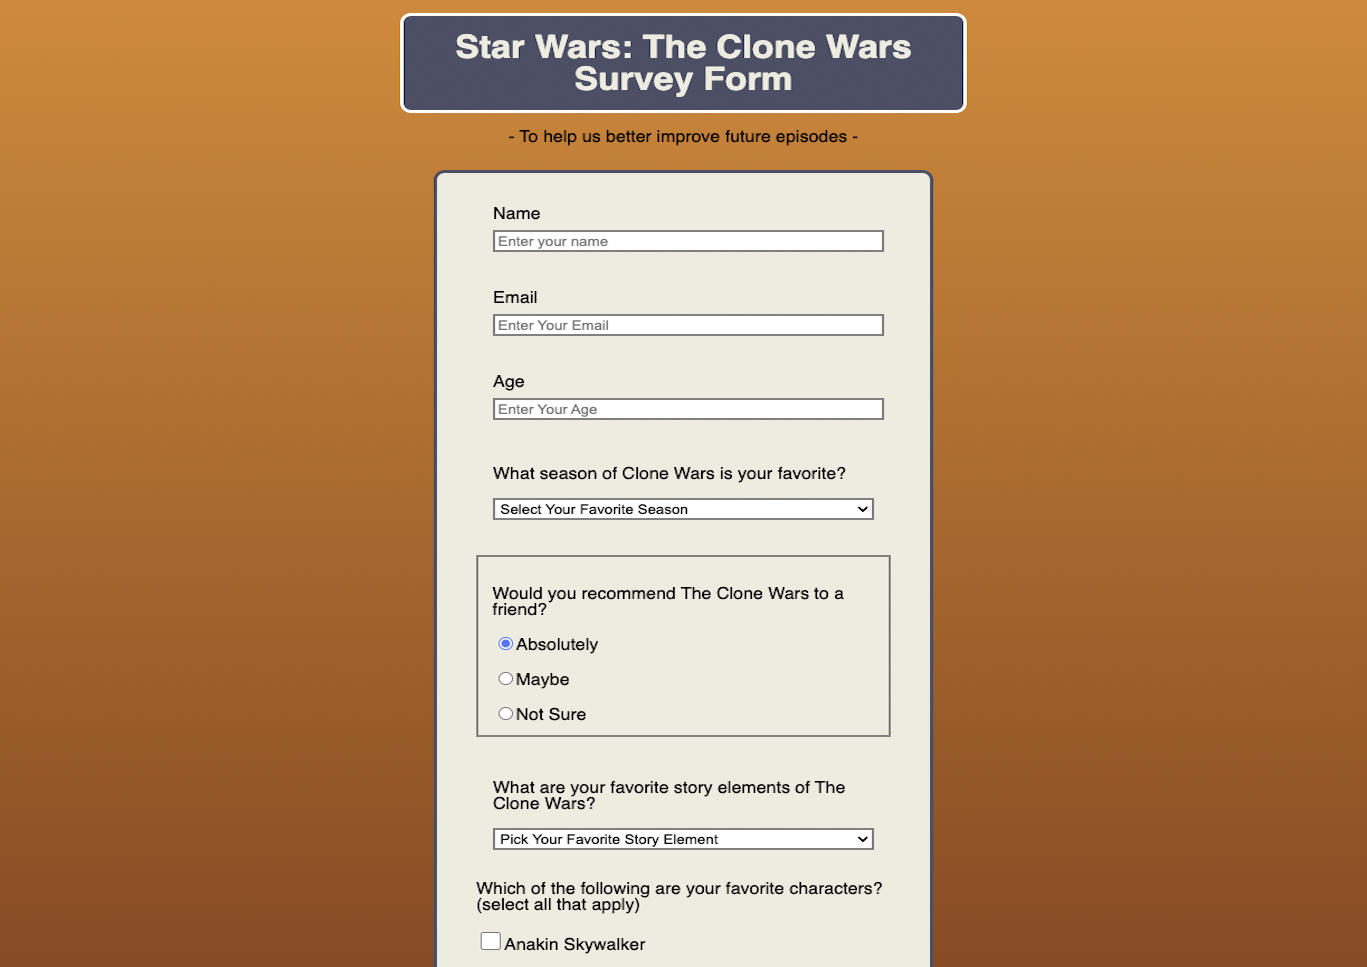 Star Wars: The Clone Wars
Survey Form
- To help us better improve future episodes -
Name
Enter your name
Email
Enter Your Email
Age
Enter Your Age
What season of Clone Wars is your favorite?
Select Your Favorite Season
Would you recommend The Clone Wars to a
friend?
Absolutely
Maybe
Not Sure
What are your favorite story elements of The
Clone Wars?
Pick Your Favorite Story Element
Which of the following are your favorite characters?
(select all that apply)
Anakin Skywalker